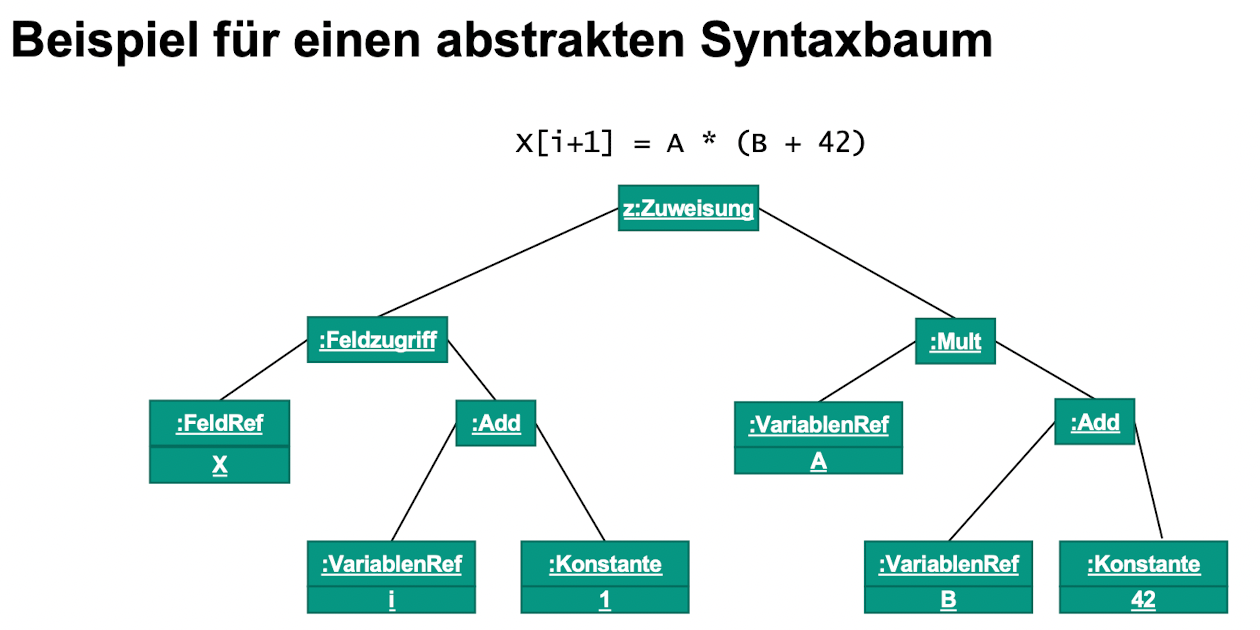 Beispiel für einen abstrakten Syntaxbaum
X[i+1] = A * (B + 42)
z:Zuweisung
:Feldzugriff
:Mult
:FeldRef
X
:Add
:VariablenRef
A
:Add
:VariablenRef
i
:Konstante
1
:VariablenRef
B
:Konstante
42